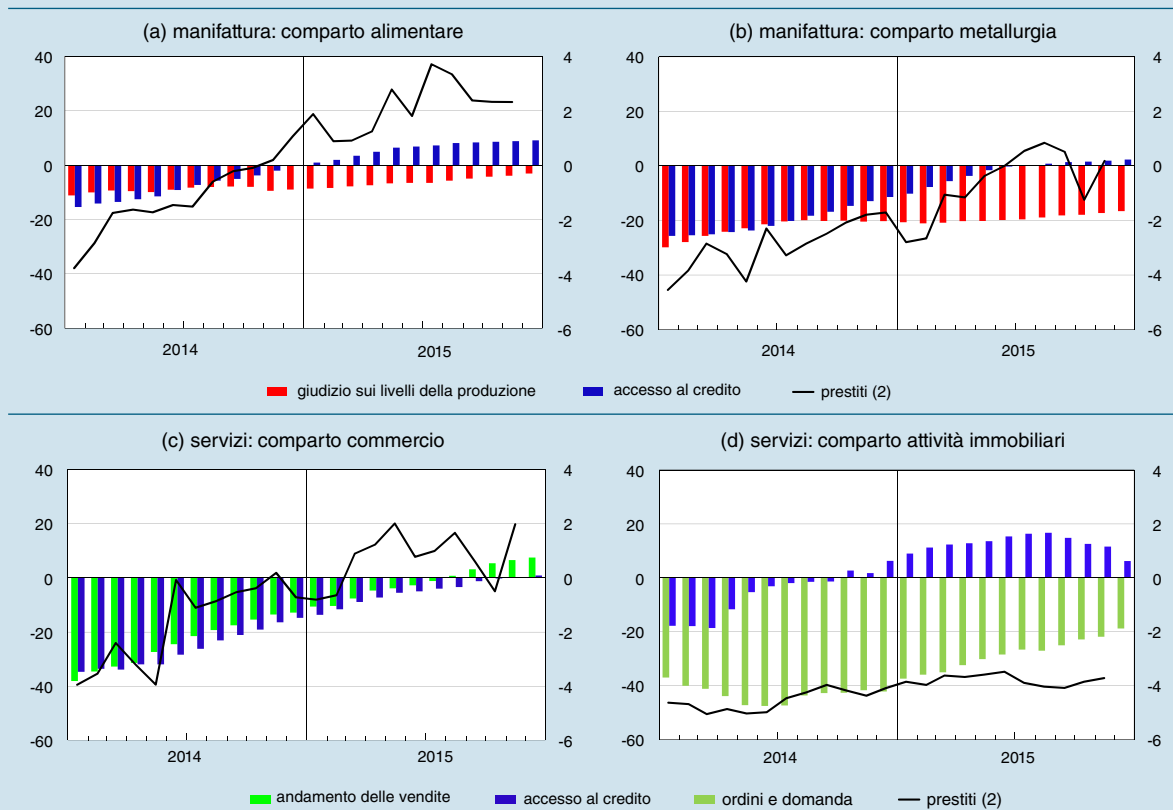 (a) manifattura: comparto alimentare
(b) manifattura: comparto metallurgia
40 4 40 4
20 2 20 2
0 0 0 0
-20 -2 -20 -2
-40 -4 -40 -4
-60 -6 -60 -6
2014 2015 2014 2015
giudizio sui livelli della produzione accesso al credito prestiti (2)
(c) servizi: comparto commercio
(d) servizi: comparto attività immobiliari
40 4 40 4
20 2 20 2
0 0 0 0
-20 -2 -20 -2
-40 -4 -40 -4
-60 -6 -60 -6
2014 2015 2014 2015
andamento delle vendite accesso al credito ordini e domanda prestiti (2)